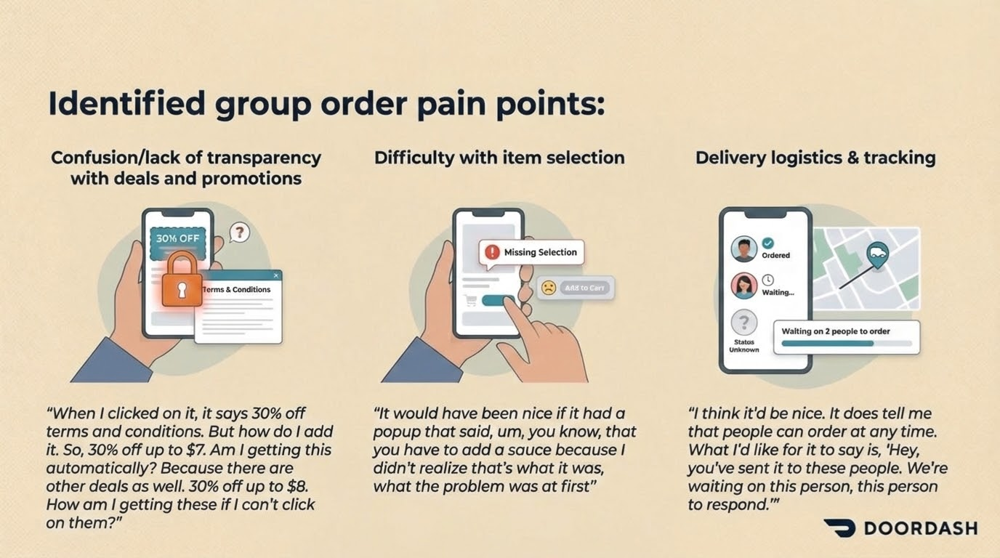 Identified group order pain points:
Confusion/lack of transparency
with deals and promotions
30% OFF
?
Terms & Conditions
"When I clicked on it, it says 30% off
terms and conditions. But how do I add
it. So, 30% off up to $7. Am I getting this
automatically? Because there are
other deals as well. 30% off up to $8.
How am I getting these if I can't click
on them?"
Difficulty with item selection
! Missing Selection
Add to Cart
"It would have been nice if it had a
popup that said, um, you know, that
you have to add a sauce because I
didn't realize that's what it was,
what the problem was at first"
Delivery logistics & tracking
Ordered
Waiting...
?
Status
Unknown
Waiting on 2 people to order
"I think it'd be nice. It does tell me
that people can order at any time.
What I'd like for it to say is, 'Hey,
you've sent it to these people. We're
waiting on this person, this person
to respond.'"
DOORDASH